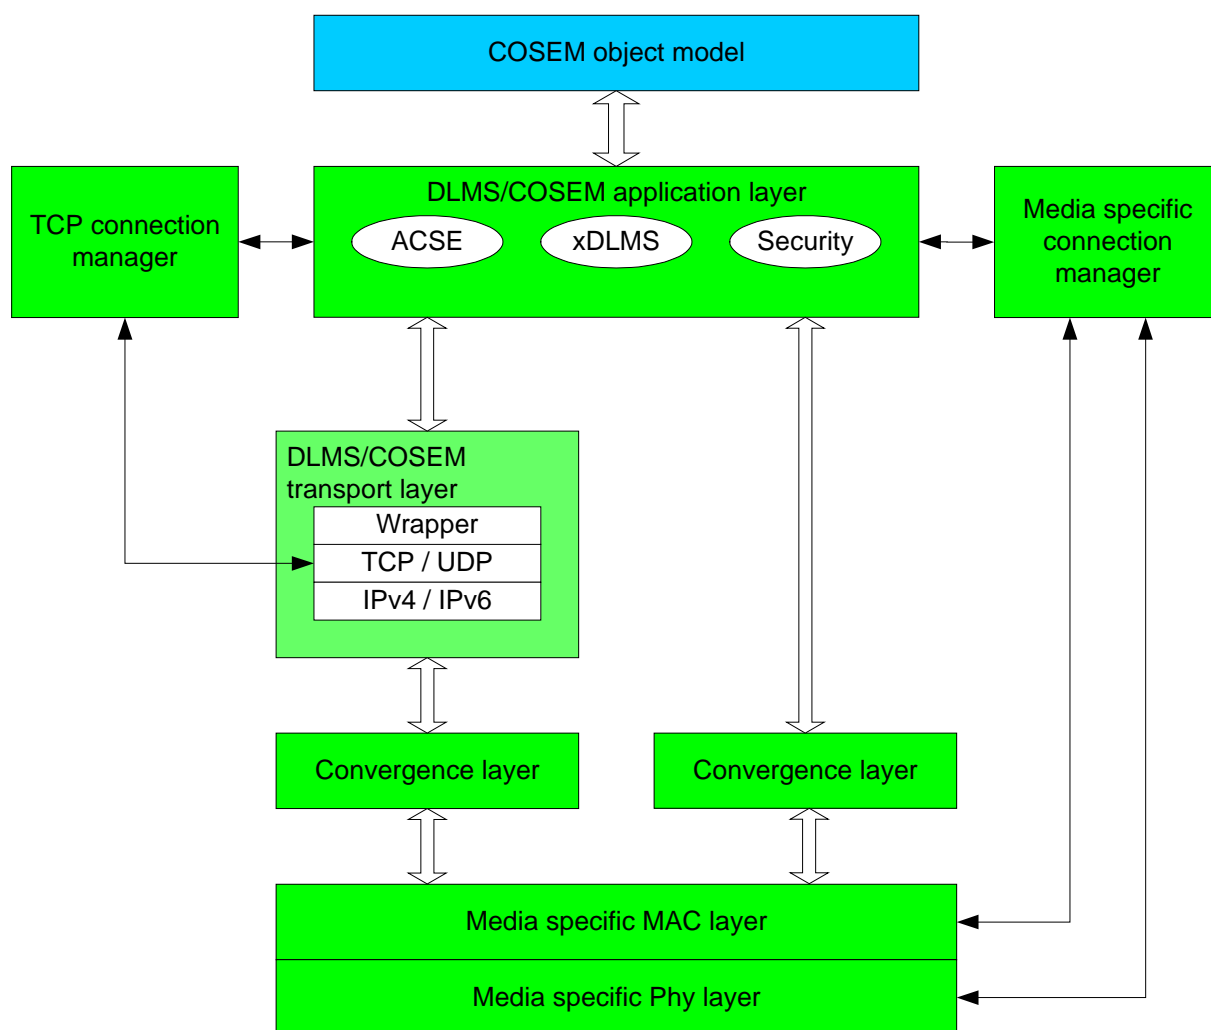 COSEM object model
TCP connection
manager
DLMS/COSEM application layer
ACSE
xDLMS
Security
Media specific
connection
manager
DLMS/COSEM
transport layer
Wrapper
TCP / UDP
IPv4 / IPv6
Convergence layer
Convergence layer
Media specific MAC layer
Media specific Phy layer